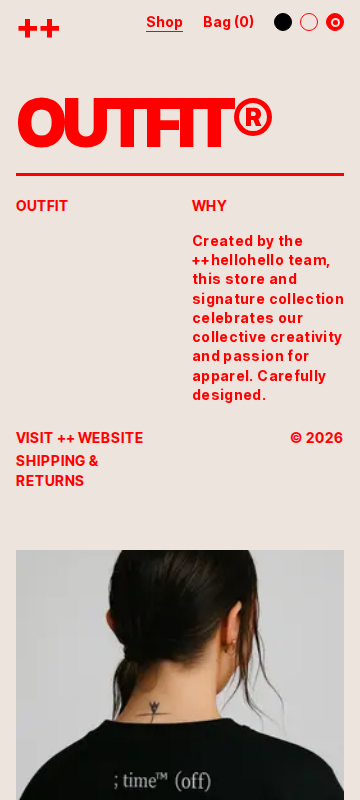 ++
Shop
Bag (0)
OUTFIT®
OUTFIT
WHY
Created by the
++hellohello team,
this store and
signature collection
celebrates our
collective creativity
and passion for
apparel. Carefully
designed.
VISIT ++ WEBSITE
© 2026
SHIPPING &
RETURNS
; time™ (off)